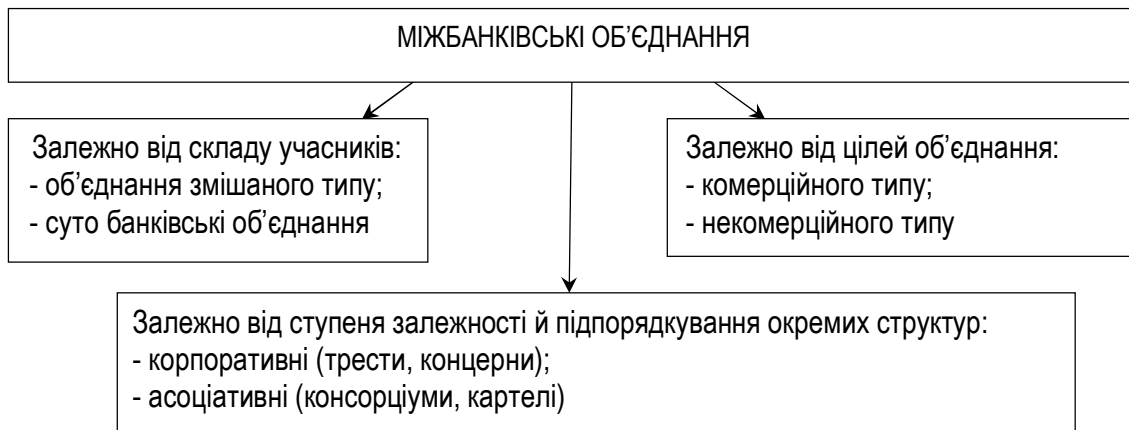 МІЖБАНКІВСЬКІ ОБ’ЄДНАННЯ
Залежно від складу учасників:
- об’єднання змішаного типу;
- суто банківські об’єднання
Залежно від цілей об’єднання:
- комерційного типу;
- некомерційного типу
Залежно від ступеня залежності й підпорядкування окремих структур:
- корпоративні (трести, концерни);
- асоціативні (консорціуми, картелі)